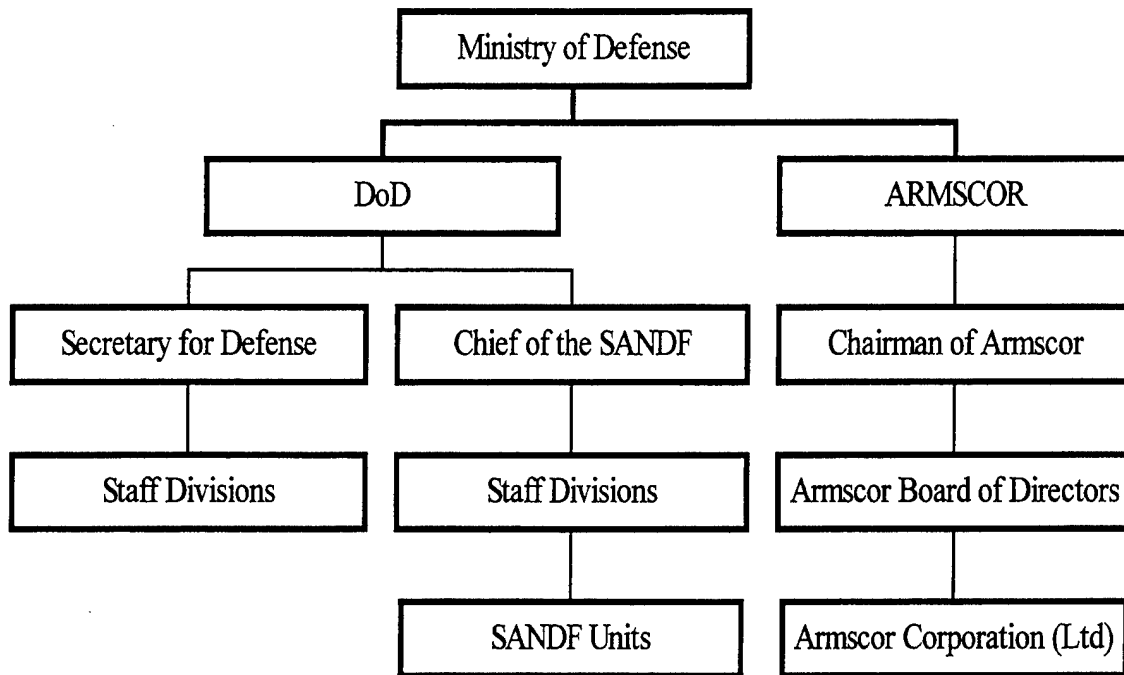 Ministry of Defense
DoD
ARMSCOR
Secretary for Defense
Chief of the SANDF
Chairman of Armscor
Staff Divisions
Staff Divisions
Armscor Board of Directors
SANDF Units
Armscor Corporation (Ltd)